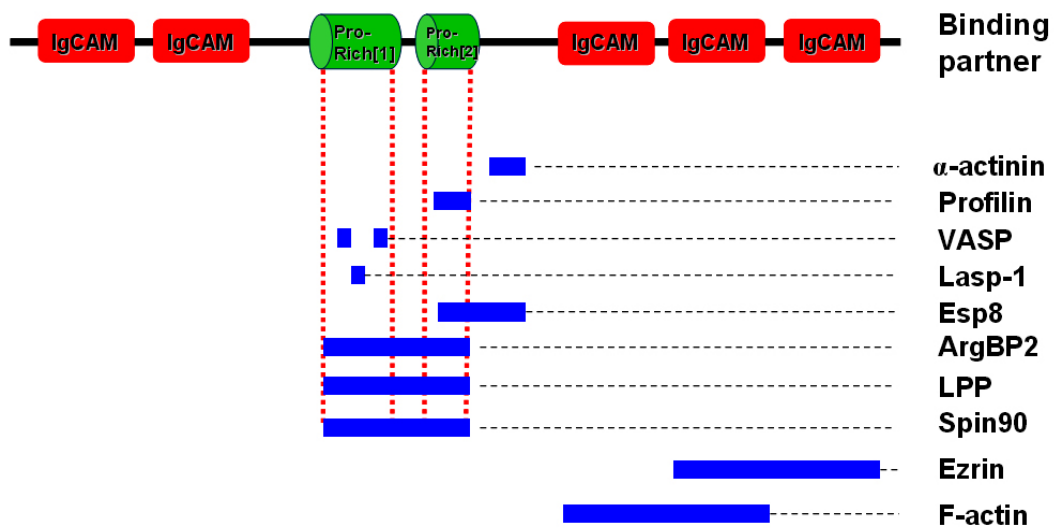 IgCAM
IgCAM
Pro-
Rich[1]
Pro-
Rich[2]
IgCAM
IgCAM
IgCAM
Binding
partner
α-actinin
Profilin
VASP
Lasp-1
Esp8
ArgBP2
LPP
Spin90
Ezrin
F-actin